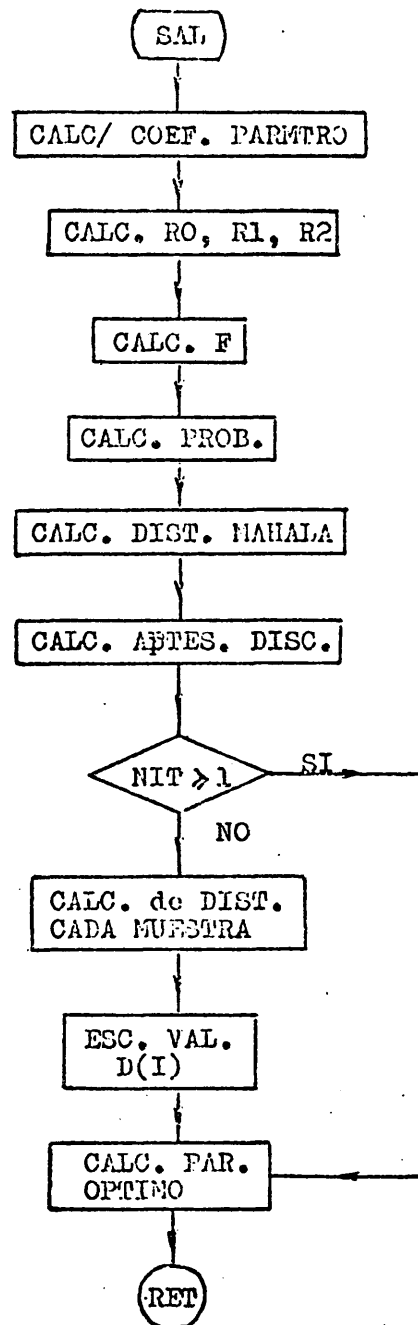 SAL
CALC/ COEF. PARMTRO
CALC. RO, R1, R2
CALC. F
CALC. PROB.
CALC. DIST. MAHALA
CALC. APTES. DISC.
NIT ≥ 1
SI
NO
CALC. de DIST.
CADA MUESTRA
ESC. VAL.
D(I)
CALC. PAR.
OPTIMO
RET